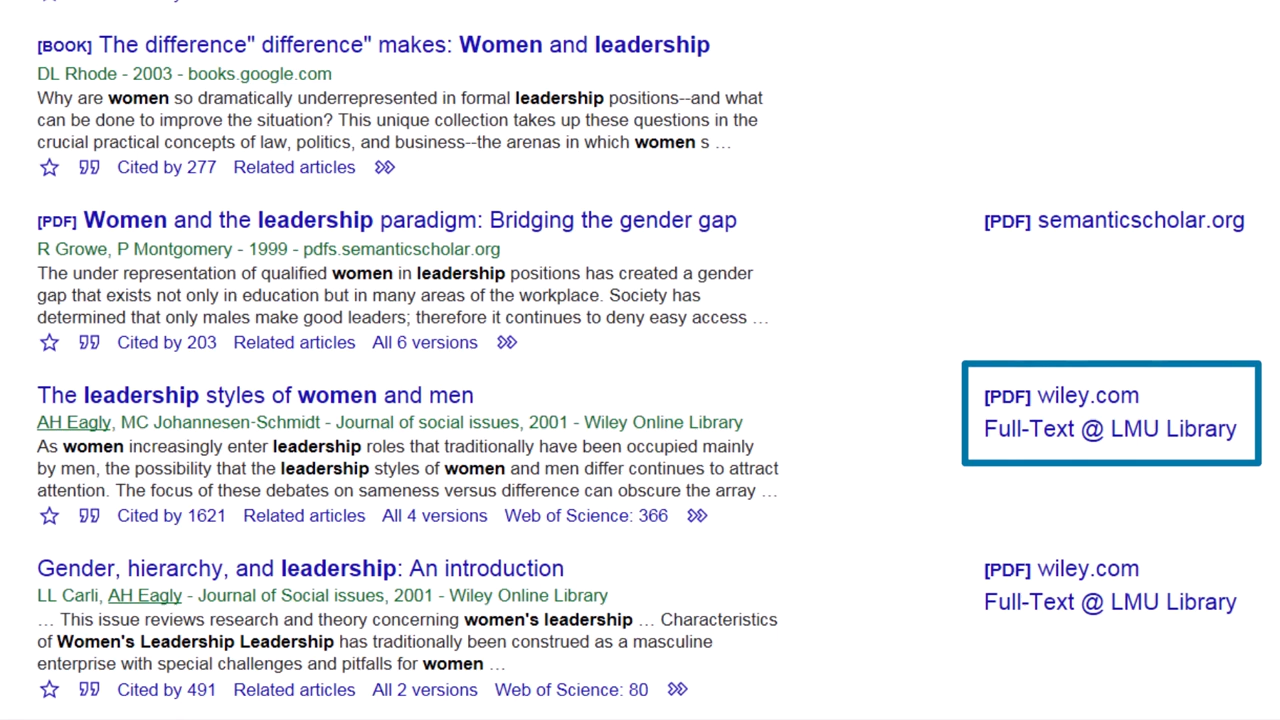 [BOOK] The difference" difference" makes: Women and leadership
DL Rhode - 2003 - books.google.com
Why are women so dramatically underrepresented in formal leadership positions--and what
can be done to improve the situation? This unique collection takes up these questions in the
crucial practical concepts of law, politics, and business--the arenas in which women s …
Cited by 277 Related articles
[PDF] Women and the leadership paradigm: Bridging the gender gap
[PDF] semanticscholar.org
R Growe, P Montgomery - 1999 - pdfs.semanticscholar.org
The under representation of qualified women in leadership positions has created a gender
gap that exists not only in education but in many areas of the workplace. Society has
determined that only males make good leaders; therefore it continues to deny easy access …
Cited by 203 Related articles All 6 versions
The leadership styles of women and men
[PDF] wiley.com
Full-Text @ LMU Library
AH Eagly, MC Johannesen-Schmidt - Journal of social issues, 2001 - Wiley Online Library
As women increasingly enter leadership roles that traditionally have been occupied mainly
by men, the possibility that the leadership styles of women and men differ continues to attract
attention. The focus of these debates on sameness versus difference can obscure the array …
Cited by 1621 Related articles All 4 versions Web of Science: 366
Gender, hierarchy, and leadership: An introduction
[PDF] wiley.com
Full-Text @ LMU Library
LL Carli, AH Eagly - Journal of Social issues, 2001 - Wiley Online Library
… This issue reviews research and theory concerning women's leadership … Characteristics
of Women's Leadership Leadership has traditionally been construed as a masculine
enterprise with special challenges and pitfalls for women …
Cited by 491 Related articles All 2 versions Web of Science: 80